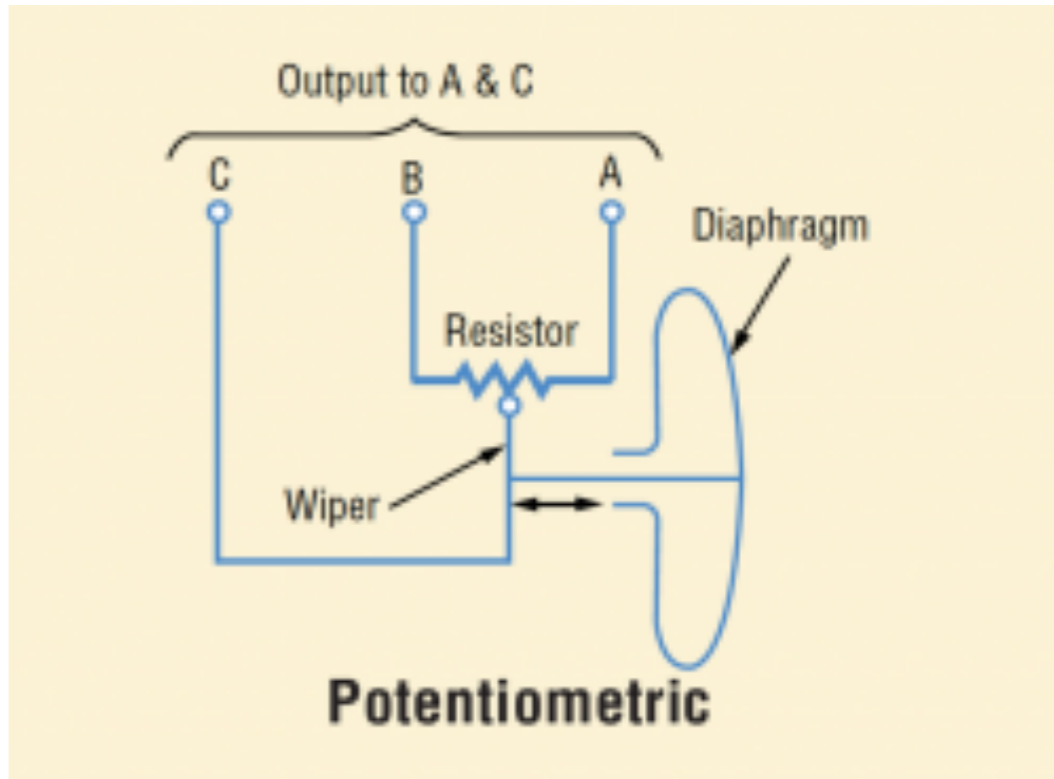 Output to A & C
C B A
Diaphragm
Resistor
Wiper
Potentiometric